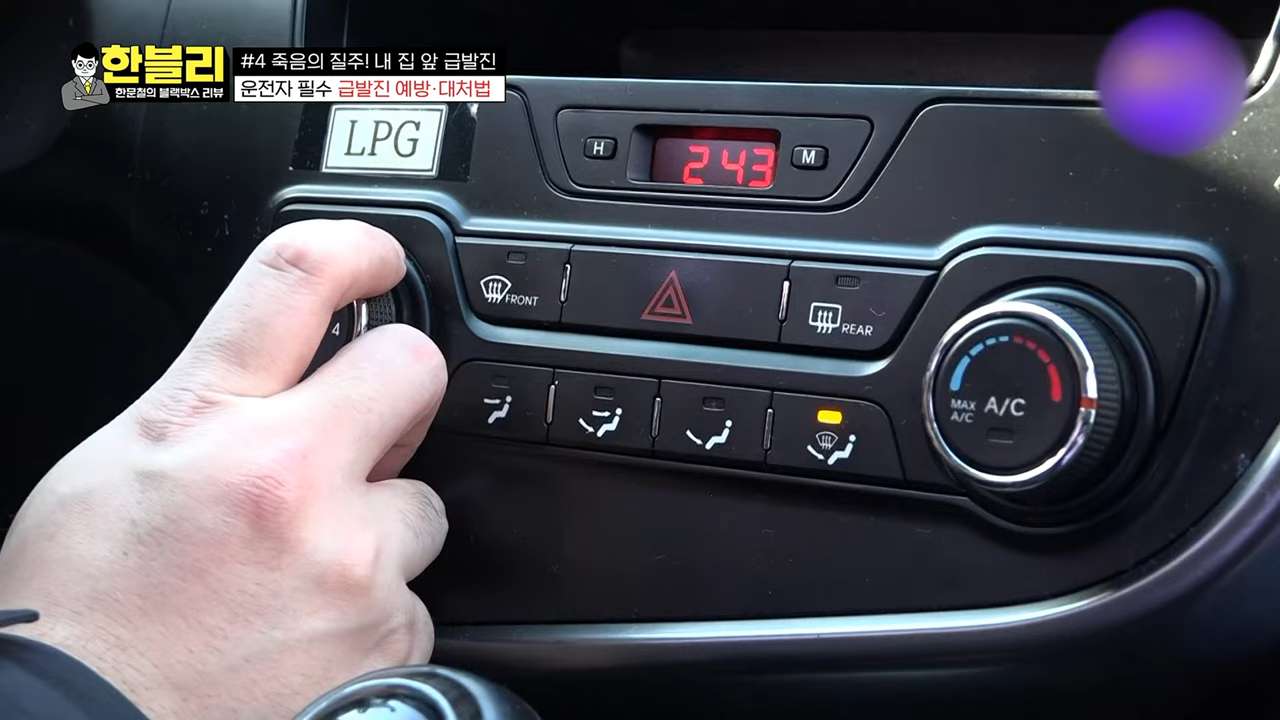 한블리
한문철의 블랙박스 리뷰
#4 죽음의 질주! 내 집 앞 급발진
운전자 필수 급발진 예방·대처법
LPG
H
243
M
FRONT
REAR
4
MAX
A/C
A/C